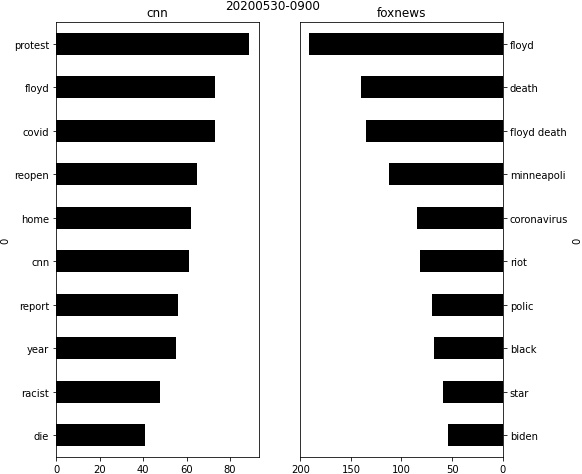 20200530-0900
cnn
foxnews
protest
floyd
covid
reopen
home
cnn
report
year
racist
die
0
0 20 40 60 80
floyd
death
floyd death
minneapoli
coronavirus
riot
polic
black
star
biden
0
200 150 100 50 0